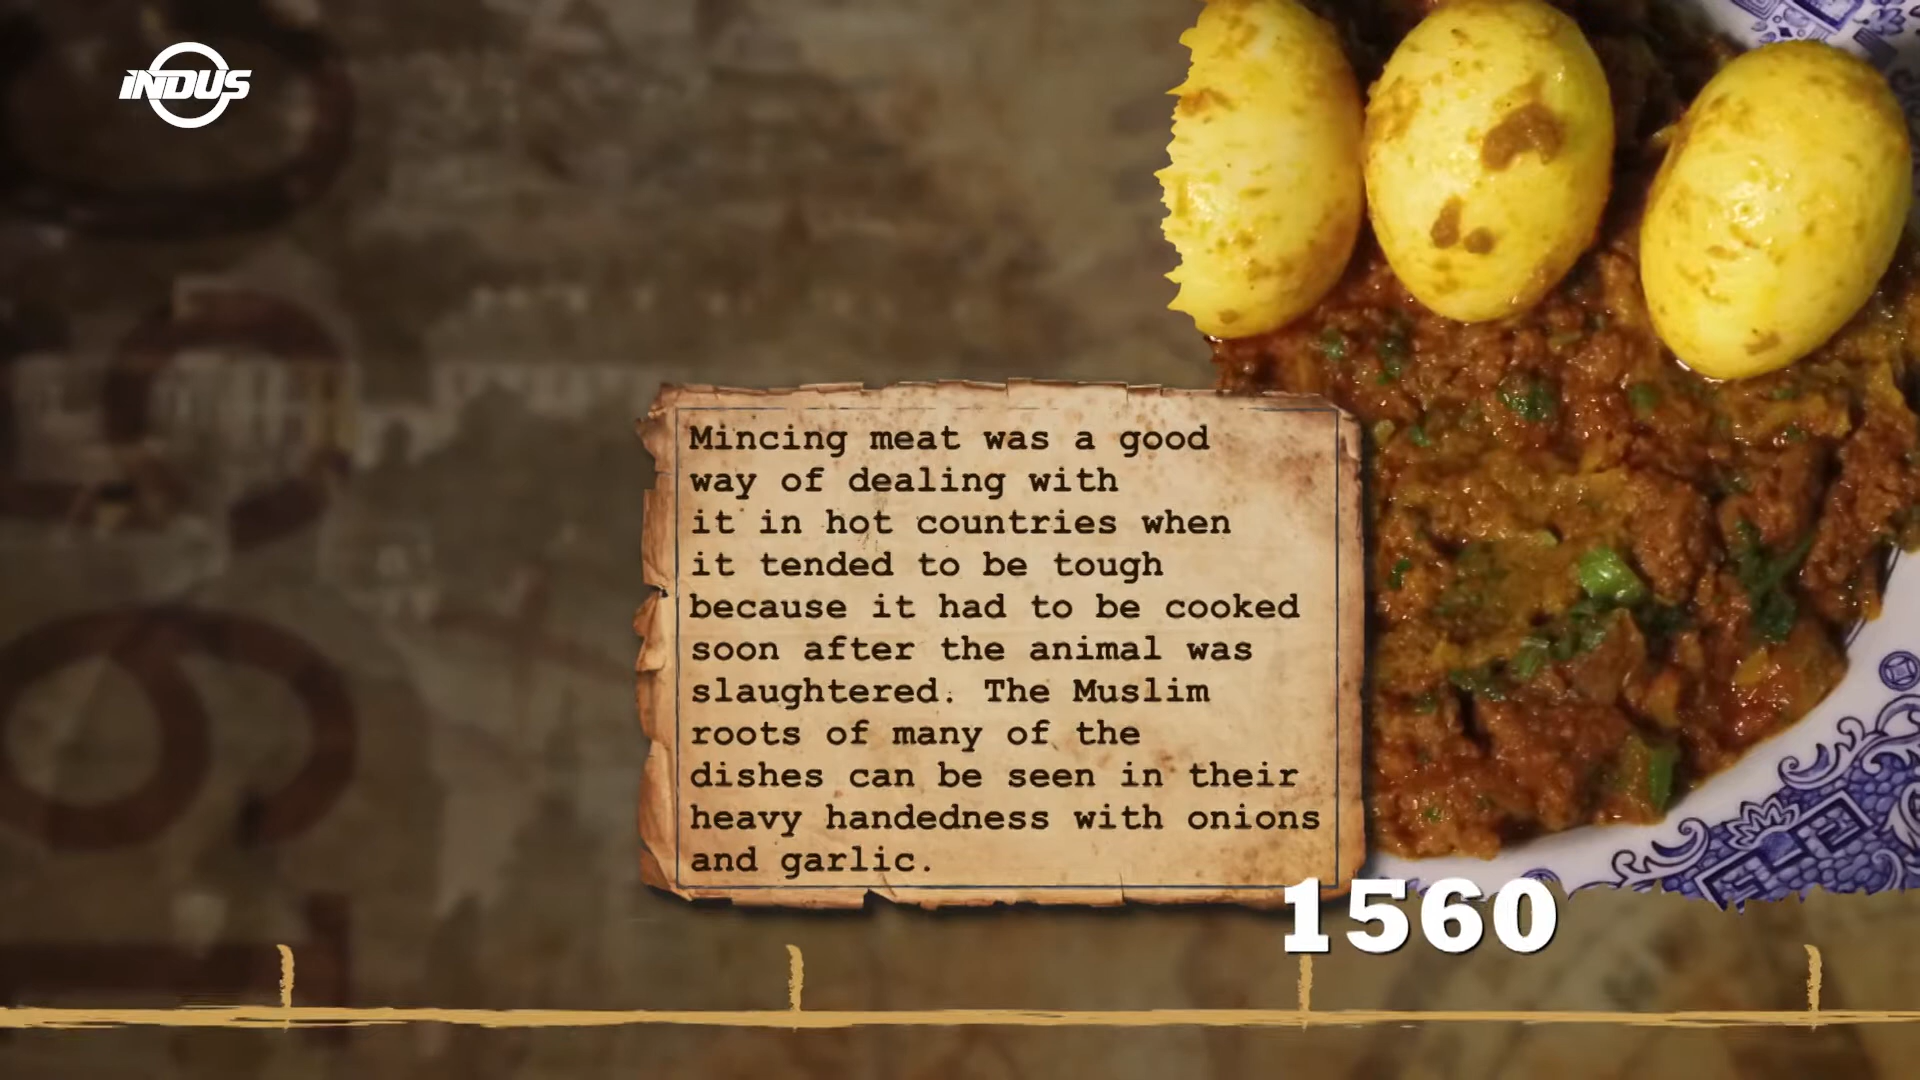 INDUS
Mincing meat was a good
way of dealing with
it in hot countries when
it tended to be tough
because it had to be cooked
soon after the animal was
slaughtered. The Muslim
roots of many of the
dishes can be seen in their
heavy handedness with onions
and garlic.
1560